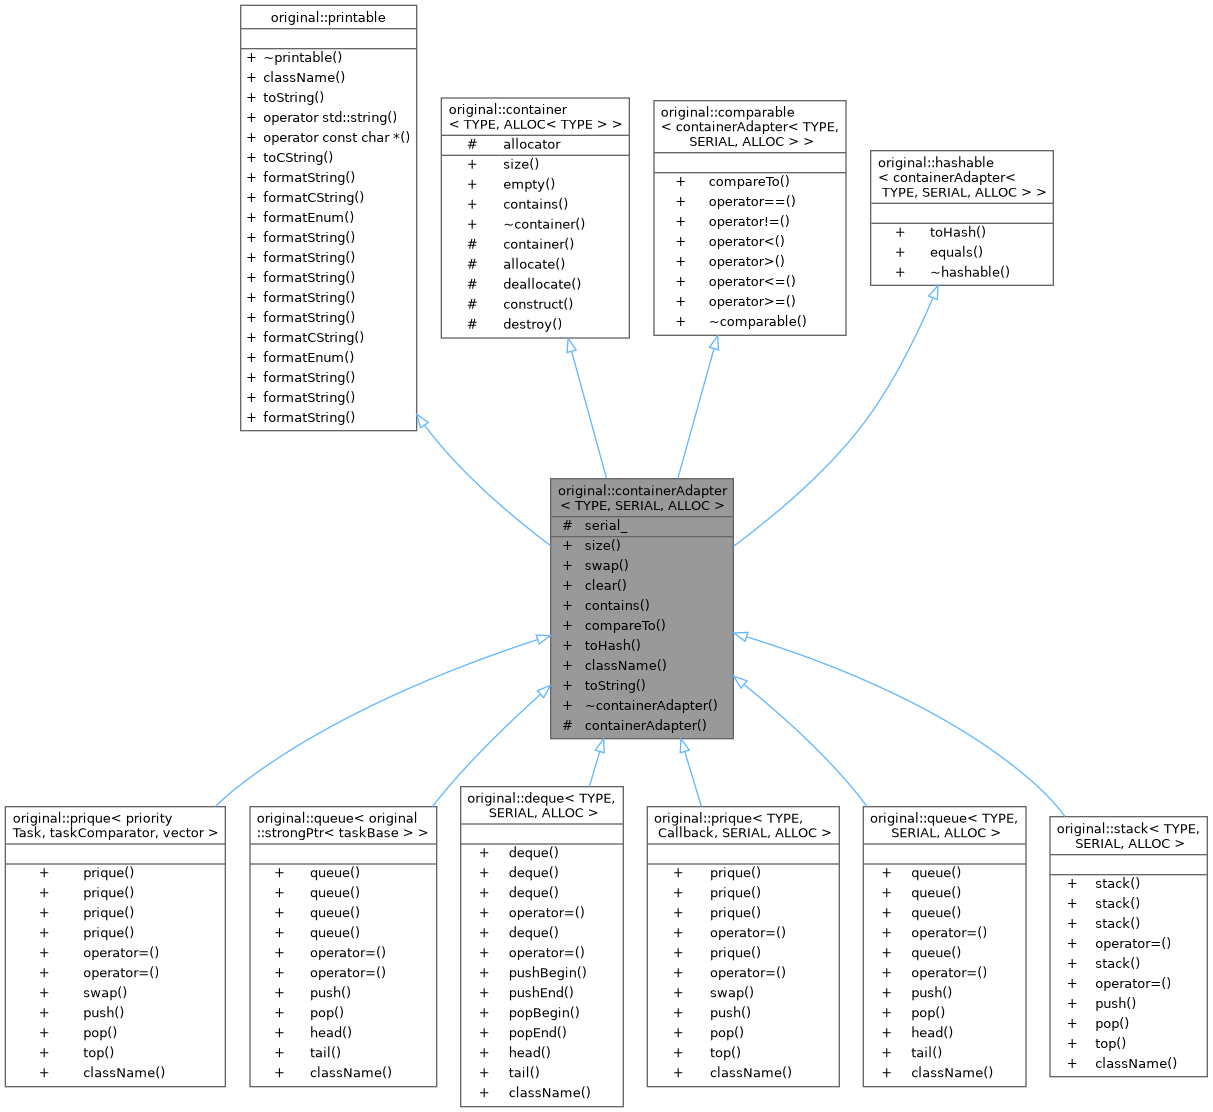 original::printable
+ ~printable()
+ className()
+ toString()
+ operator std::string()
+ operator const char *()
+ toCString()
+ formatString()
+ formatCString()
+ formatEnum()
+ formatString()
+ formatString()
+ formatString()
+ formatString()
+ formatString()
+ formatCString()
+ formatEnum()
+ formatString()
+ formatString()
+ formatString()
original::container
< TYPE, ALLOC< TYPE > >
# allocator
+ size()
+ empty()
+ contains()
+ ~container()
# container()
# allocate()
# deallocate()
# construct()
# destroy()
original::comparable
< containerAdapter< TYPE,
SERIAL, ALLOC > >
+ compareTo()
+ operator==()
+ operator!=()
+ operator<()
+ operator>()
+ operator<=()
+ operator>=()
+ ~comparable()
original::hashable
< containerAdapter<
TYPE, SERIAL, ALLOC > >
+ toHash()
+ equals()
+ ~hashable()
original::containerAdapter
< TYPE, SERIAL, ALLOC >
# serial_
+ size()
+ swap()
+ clear()
+ contains()
+ compareTo()
+ toHash()
+ className()
+ toString()
+ ~containerAdapter()
# containerAdapter()
original::prique< priority
Task, taskComparator, vector >
+ prique()
+ prique()
+ prique()
+ prique()
+ operator=()
+ operator=()
+ swap()
+ push()
+ pop()
+ top()
+ className()
original::queue< original
::strongPtr< taskBase > >
+ queue()
+ queue()
+ queue()
+ queue()
+ operator=()
+ operator=()
+ push()
+ pop()
+ head()
+ tail()
+ className()
original::deque< TYPE,
SERIAL, ALLOC >
+ deque()
+ deque()
+ deque()
+ operator=()
+ deque()
+ operator=()
+ pushBegin()
+ pushEnd()
+ popBegin()
+ popEnd()
+ head()
+ tail()
+ className()
original::prique< TYPE,
Callback, SERIAL, ALLOC >
+ prique()
+ prique()
+ prique()
+ operator=()
+ prique()
+ operator=()
+ swap()
+ push()
+ pop()
+ top()
+ className()
original::queue< TYPE,
SERIAL, ALLOC >
+ queue()
+ queue()
+ queue()
+ operator=()
+ queue()
+ operator=()
+ push()
+ pop()
+ head()
+ tail()
+ className()
original::stack< TYPE,
SERIAL, ALLOC >
+ stack()
+ stack()
+ stack()
+ operator=()
+ stack()
+ operator=()
+ push()
+ pop()
+ top()
+ className()